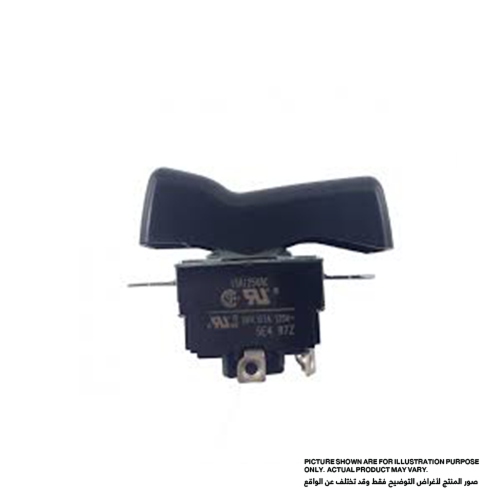 15A125VAC
PICTURE SHOWN ARE FOR ILLUSTRATION PURPOSE
ONLY. ACTUAL PRODUCT MAY VARY.
صور المنتج لأغراض التوضيح فقط وقد تختلف عن الواقع